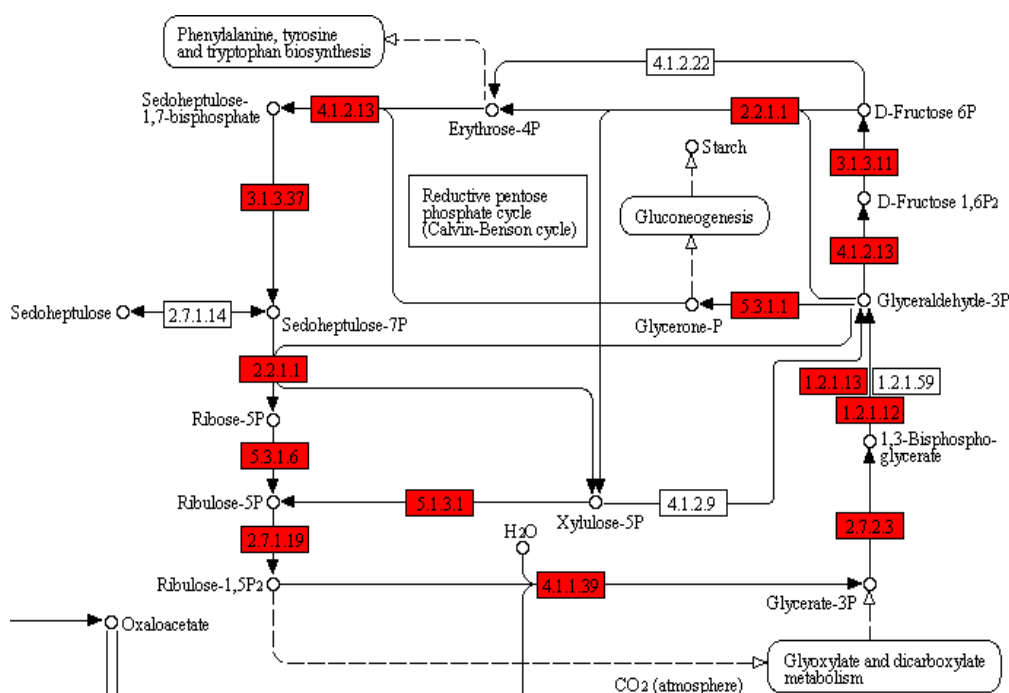 Phenylalanine, tyrosine
and tryptophan biosynthesis
4.1.2.22
Sedoheptulose-
1,7-bisphosphate
4.1.2.13
Erythrose-4P
2.2.1.1
D-Fructose 6P
Starch
3.1.3.11
3.1.3.37
Reductive pentose
phosphate cycle
(Calvin-Benson cycle)
Gluconeogenesis
D-Fructose 1,6P2
4.1.2.13
Sedoheptulose
2.7.1.14
Sedoheptulose-7P
Glycerone-P
5.3.1.1
Glyceraldehyde-3P
2.2.1.1
1.2.1.13
1.2.1.59
1.2.1.12
Ribose-5P
1,3-Bisphospho-
glycerate
5.3.1.6
Ribulose-5P
5.1.3.1
Xylulose-5P
4.1.2.9
2.7.1.19
H2O
2.7.2.3
Ribulose-1,5P2
4.1.1.39
Glycerate-3P
Oxaloacetate
Glyoxylate and dicarboxylate
metabolism
CO2 (atmosphere)